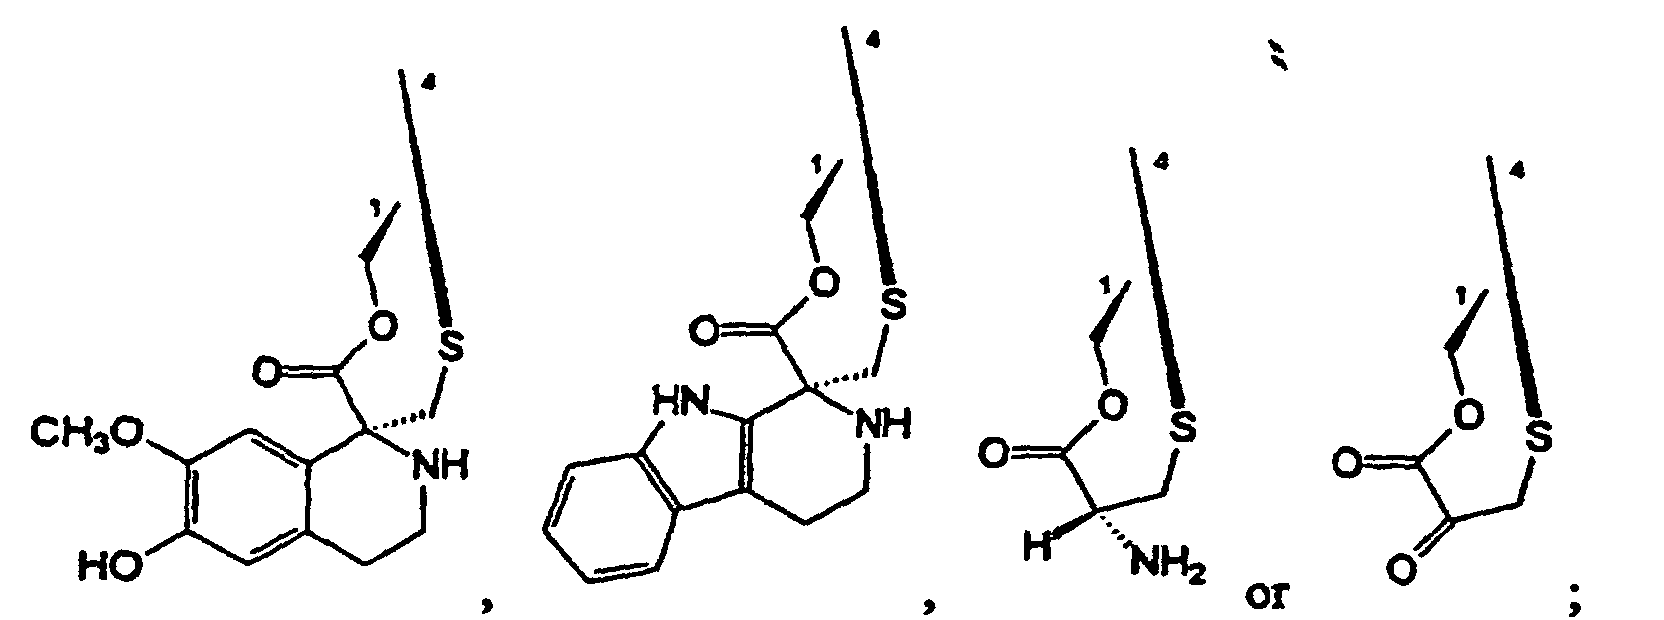 4 4
4 4
1 1
1 1
O S O S
O O O S O S
CH3O NH HN NH O O
HO H NH2 O
, , or ;